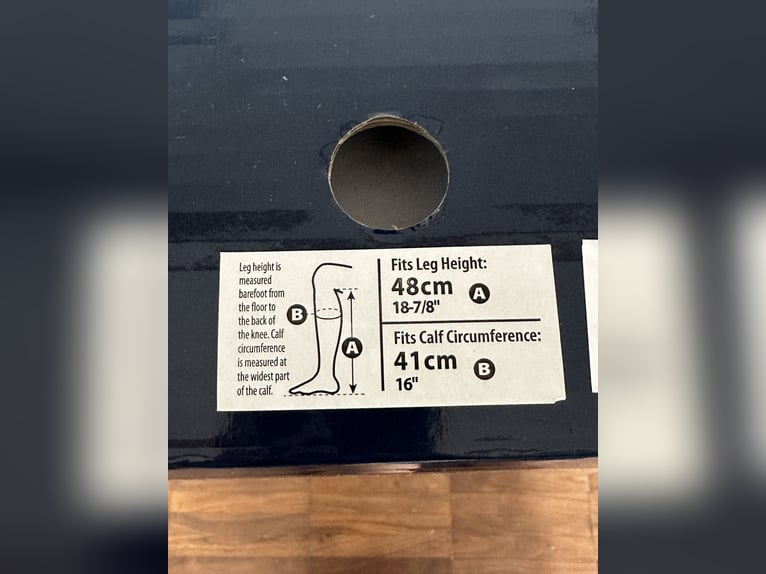 Leg height is
measured
barefoot from
the floor to
the back of
the knee. Calf
circumference
is measured at
the widest part
of the calf.
B
A
Fits Leg Height:
48cm A
18-7/8"
Fits Calf Circumference:
41cm B
16"